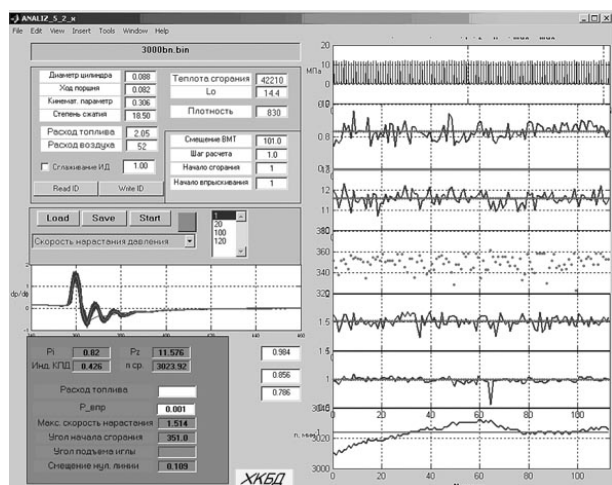 ANALIZ_5_2_x
File Edit View Insert Tools Window Help
3000bn.bin
Диаметр цилиндра 0.088
Ход поршня 0.082
Кинемат. параметр 0.306
Степень сжатия 18.50
Расход топлива 2.05
Расход воздуха 52
Сглаживание ИД 1.00
Read ID Write ID
Теплота сгорания 42210
Lo 14.4
Плотность 830
Смещение ВМТ 101.0
Шаг расчета 1.0
Начало сгорания 1
Начало впрыскивания 1
Load Save Start
Скорость нарастания давления
1
20
100
120
dp/d
Pi 0.82 Pz 11.576
Инд. КПД 0.426 n ср. 3023.92
Расход топлива
P_впр 0.001
Макс. скорость нарастания 1.514
Угол начала сгорания 351.0
Угол подъема иглы
Смещение нул. линии 0.109
0.984
0.856
0.786
ХКБД
20
МПа 10
0.8
12
11
360
340
1.5
1
3020
3000
0 20 40 60 80 100